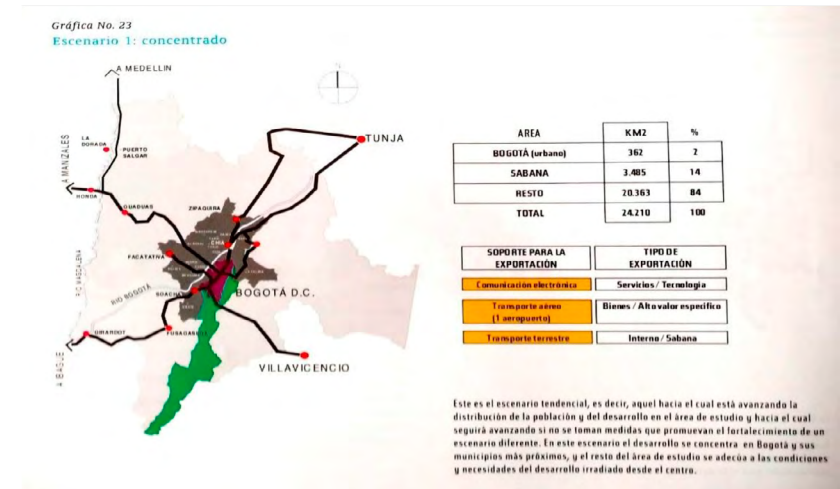 Gráfica No. 23
Escenario 1: concentrado
A MEDELLIN
LA DORADA
PUERTO SALGAR
A MANIZALES
HONDA
GUADUAS
ZIPAQUIRA
TUNJA
CHIA
FACATATIVA
RIO MAGDALENA
RIO BOGOTÁ
SOACHA
BOGOTÁ D.C.
GIRARDOT
FUSAGASUGA
A IBAGUE
VILLAVICENCIO
AREA KM2 %
BOGOTÁ (urbano) 362 2
SABANA 3.485 14
RESTO 20.363 84
TOTAL 24.210 100
SOPORTE PARA LA EXPORTACIÓN TIPO DE EXPORTACIÓN
Comunicación electrónica Servicios / Tecnología
Transporte aéreo (1 aeropuerto) Bienes / Alto valor específico
Transporte terrestre Interno / Sabana
Este es el escenario tendencial, es decir, aquel hacia el cual está avanzando la
distribución de la población y del desarrollo en el área de estudio y hacia el cual
seguirá avanzando si no se toman medidas que promuevan el fortalecimiento de un
escenario diferente. En este escenario el desarrollo se concentra en Bogotá y sus
municipios más próximos, y el resto del área de estudio se adecúa a las condiciones
y necesidades del desarrollo irradiado desde el centro.